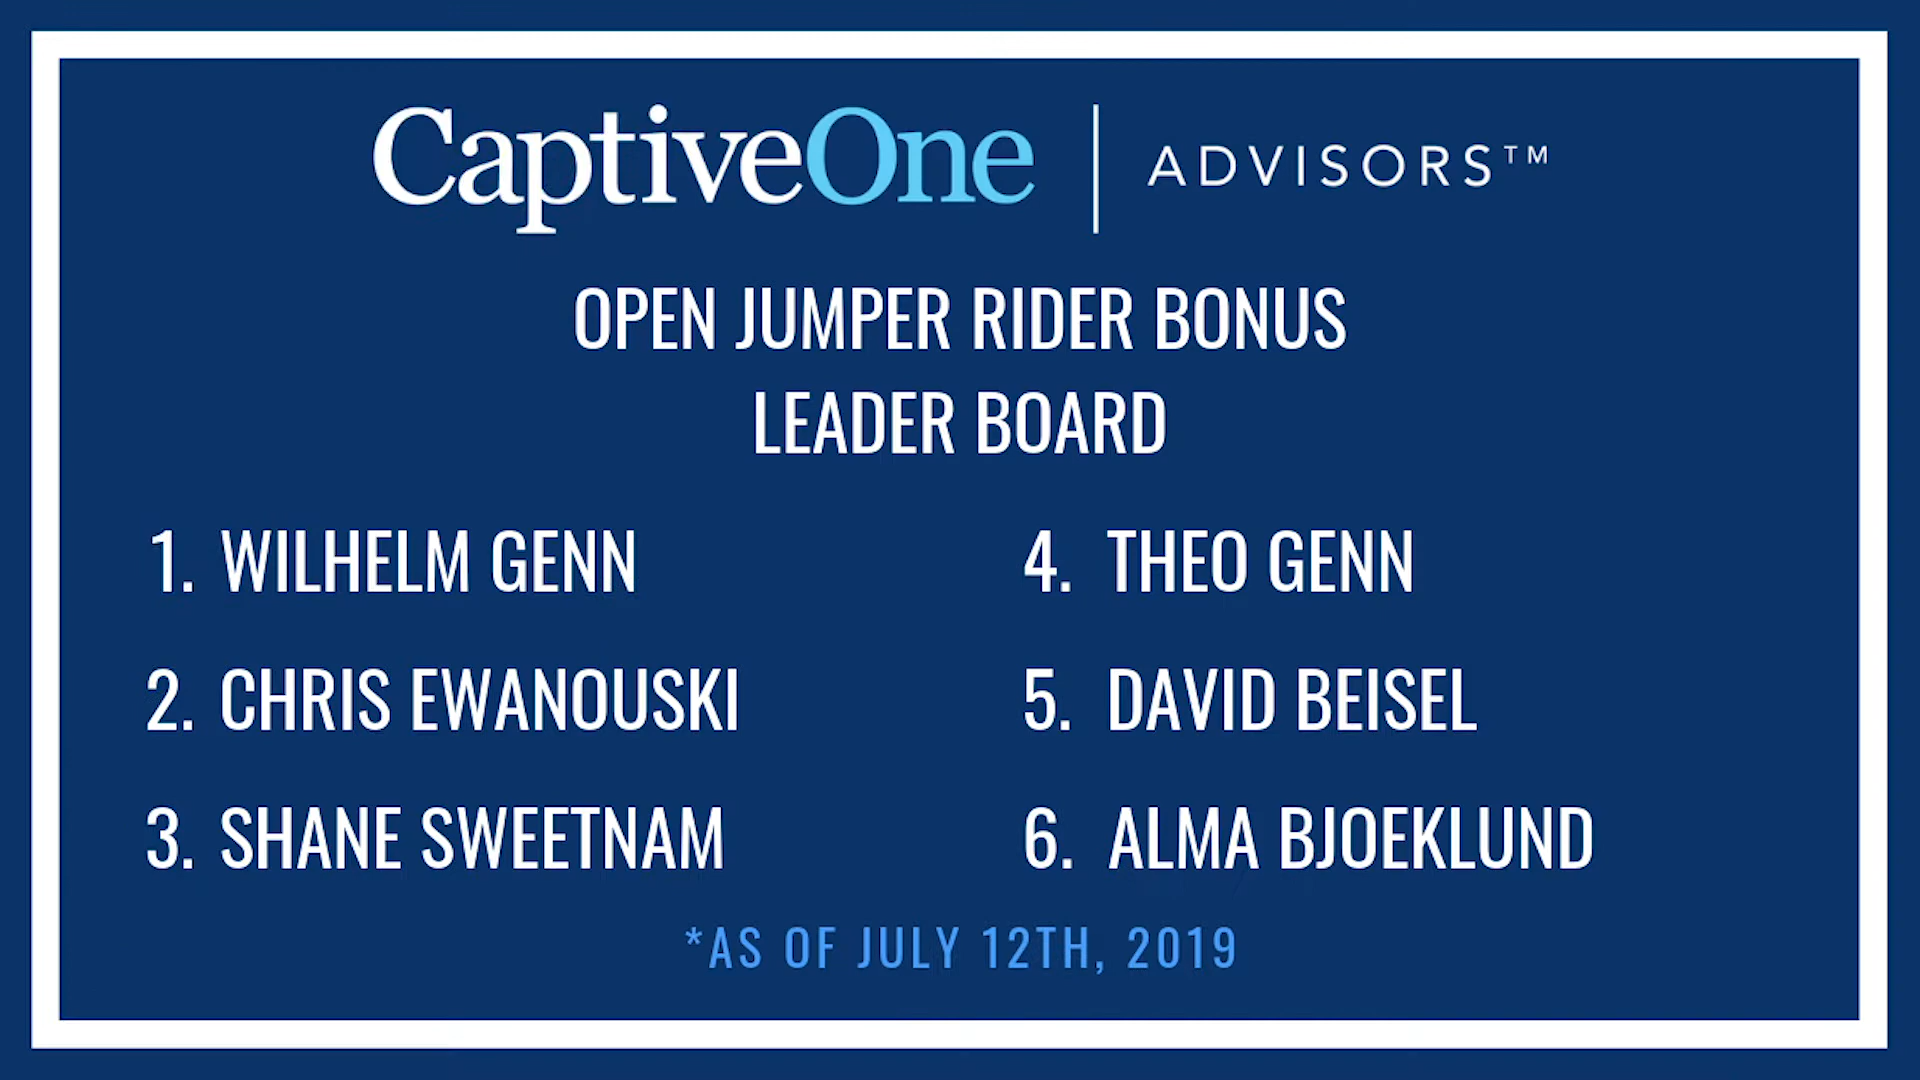 CaptiveOne | ADVISORS™
OPEN JUMPER RIDER BONUS
LEADER BOARD
1. WILHELM GENN
2. CHRIS EWANOUSKI
3. SHANE SWEETNAM
4. THEO GENN
5. DAVID BEISEL
6. ALMA BJOEKLUND
*AS OF JULY 12TH, 2019